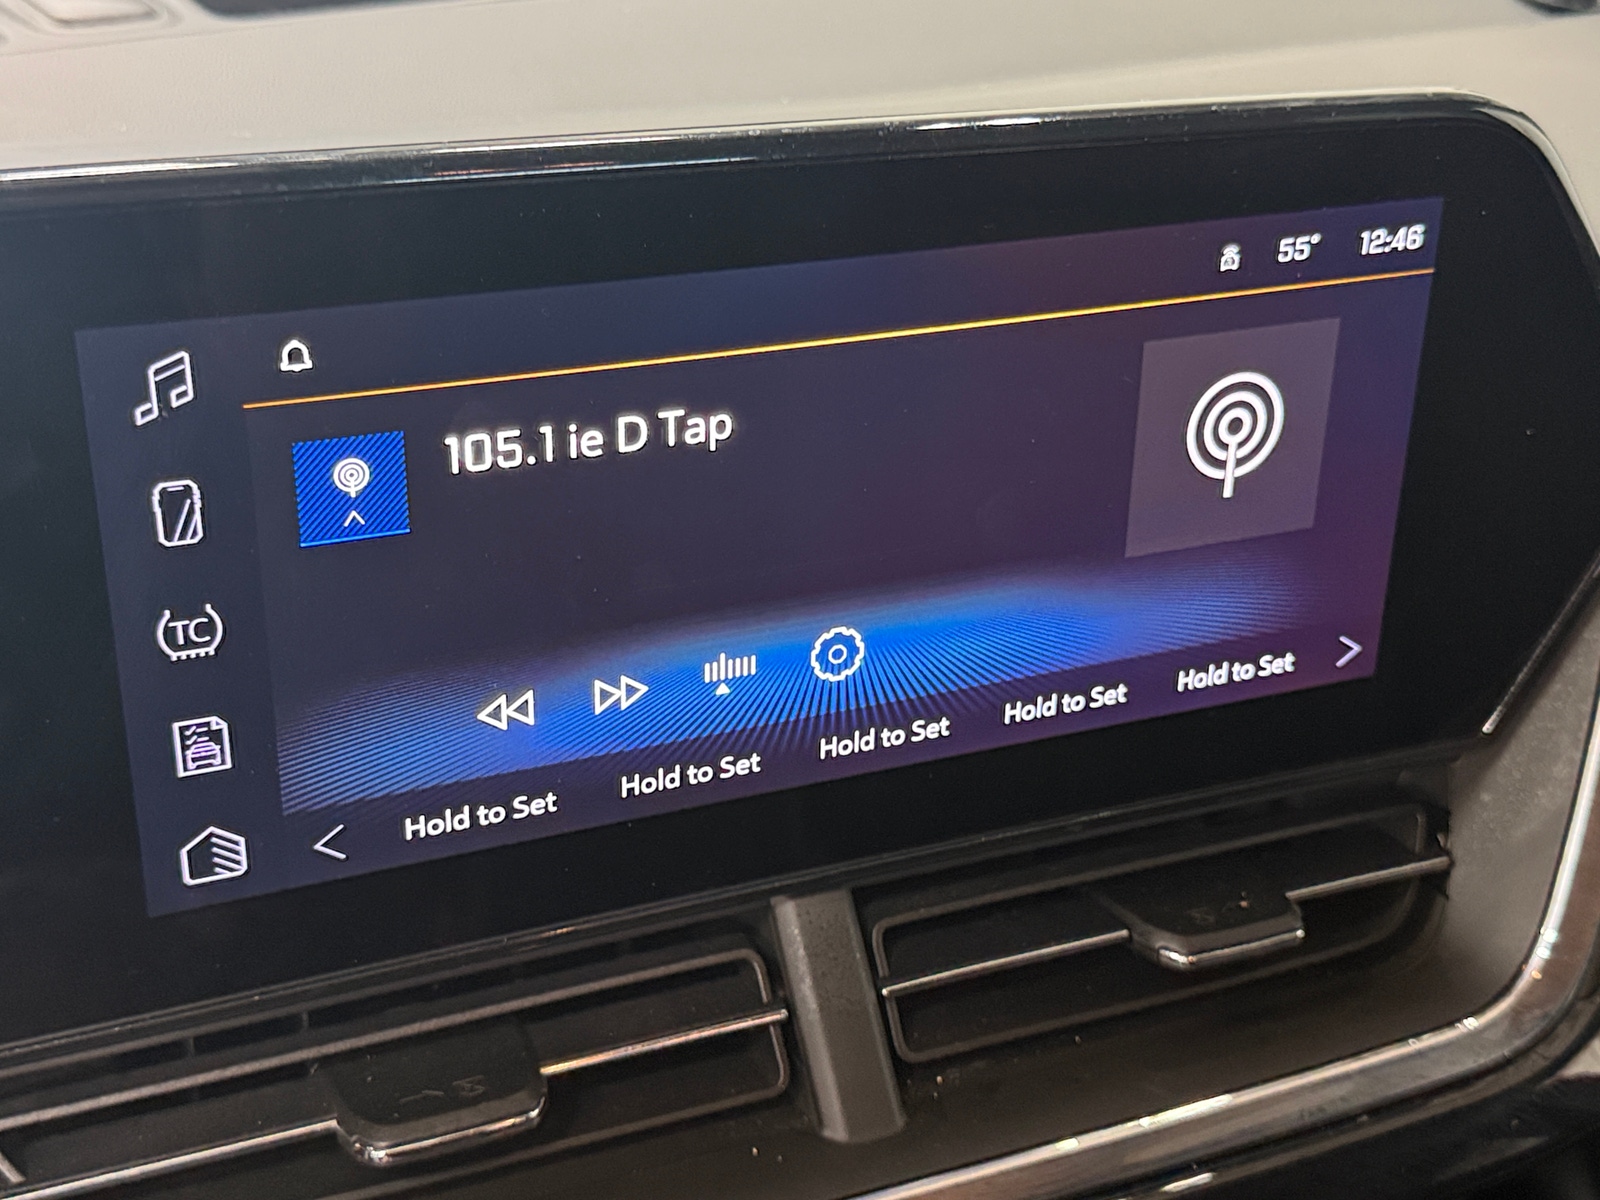 55° 12:46
105.1 ie D Tap
TC
Hold to Set Hold to Set Hold to Set Hold to Set Hold to Set